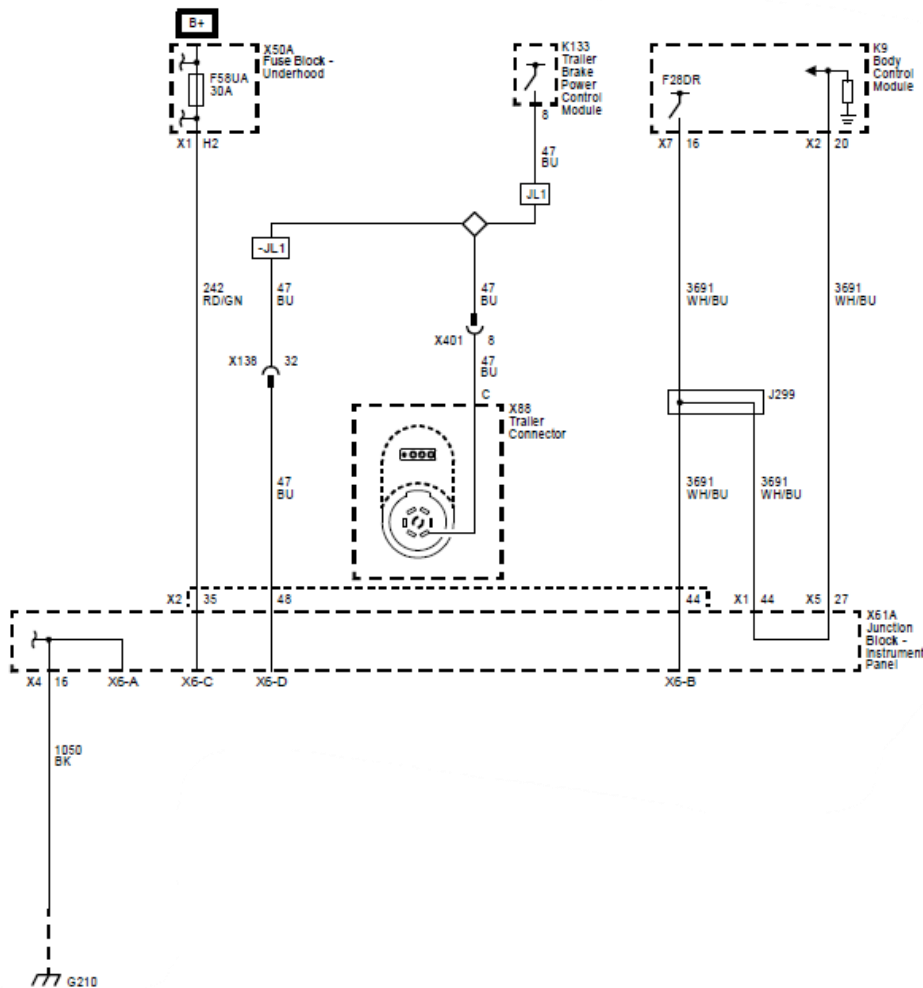 B+
X50A
Fuse Block -
Underhood
F58UA
30A
X1 H2
K133
Trailer
Brake
Power
Control
Module
8
K9
Body
Control
Module
F28DR
X7 16
X2 20
47
BU
JL1
-JL1
242
RD/GN
47
BU
47
BU
3691
WH/BU
3691
WH/BU
X138 32
X401 8
47
BU
C
X88
Trailer
Connector
J299
47
BU
3691
WH/BU
3691
WH/BU
X2 35 48 44 X1 44 X5 27
X61A
Junction
Block -
Instrument
Panel
X4 16 X6-A X6-C X6-D X6-B
1050
BK
G210